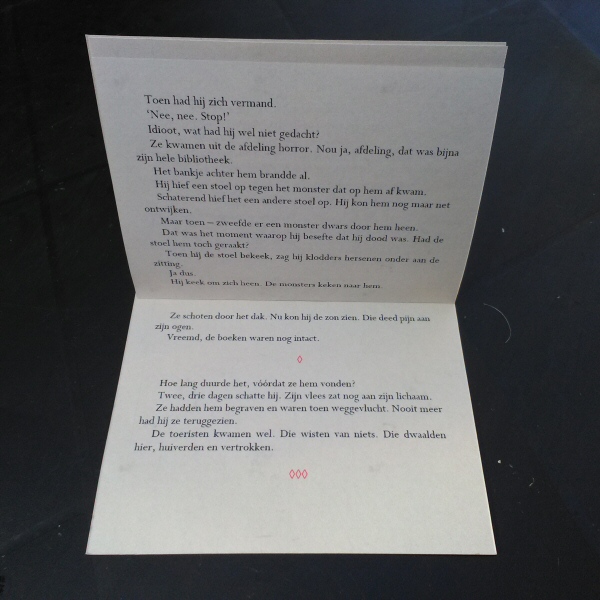 Toen had hij zich vermand.
'Nee, nee. Stop!'
Idioot, wat had hij wel niet gedacht?
Ze kwamen uit de afdeling horror. Nou ja, afdeling, dat was bijna
zijn hele bibliotheek.
Het bankje achter hem brandde al.
Hij hief een stoel op tegen het monster dat op hem af kwam.
Schaterend hief het een andere stoel op. Hij kon hem nog maar net
ontwijken.
Maar toen – zweefde er een monster dwars door hem heen.
Dat was het moment waarop hij besefte dat hij dood was. Had de
stoel hem toch geraakt?
Toen hij de stoel bekeek, zag hij klodders hersenen onder aan de
zitting.
Ja dus.
Hij keek om zich heen. De monsters keken naar hem.
Ze schoten door het dak. Nu kon hij de zon zien. Die deed pijn aan
zijn ogen.
Vreemd, de boeken waren nog intact.
◊
Hoe lang duurde het, vóórdat ze hem vonden?
Twee, drie dagen schatte hij. Zijn vlees zat nog aan zijn lichaam.
Ze hadden hem begraven en waren toen weggevlucht. Nooit meer
had hij ze teruggezien.
De toeristen kwamen wel. Die wisten van niets. Die dwaalden
hier, huiverden en vertrokken.
◊◊◊